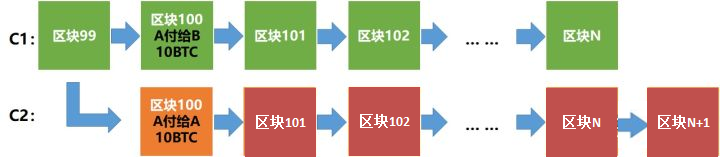 C1: 区块99 区块100 区块101 区块102 … … 区块N
A付给B
10BTC
C2: 区块100 区块101 区块102 … … 区块N 区块N+1
A付给A
10BTC